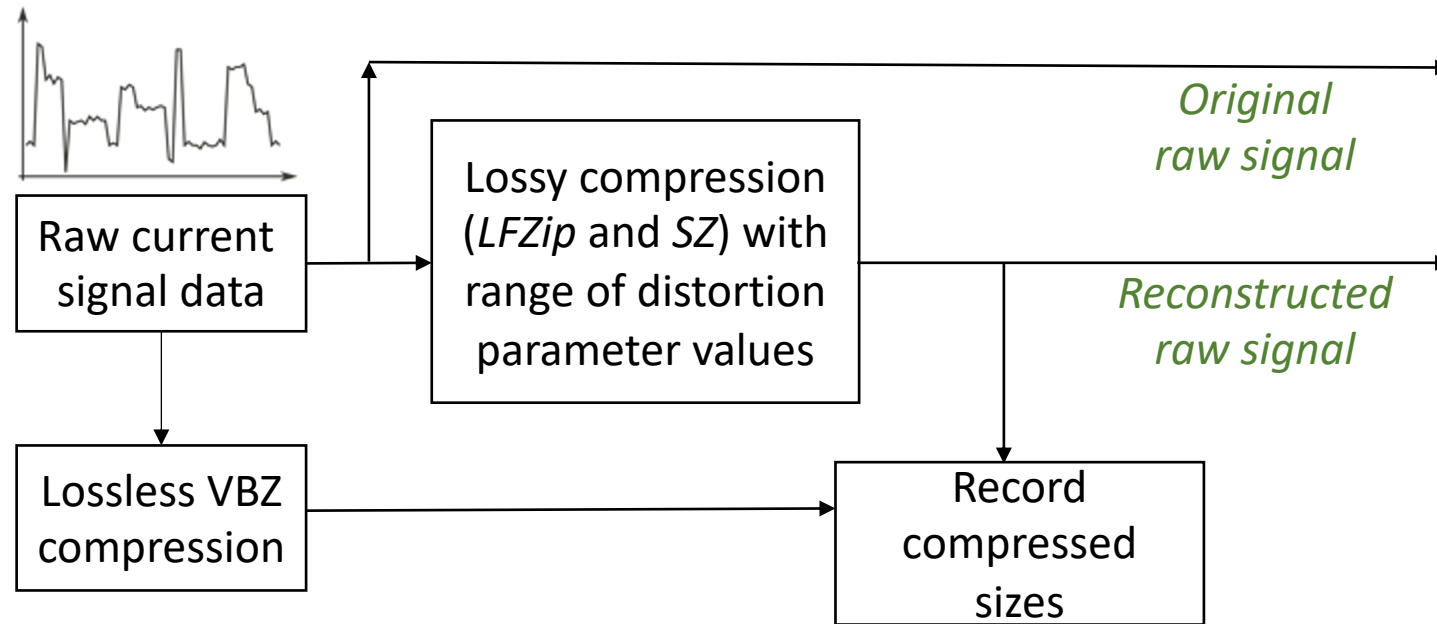 Original
raw signal
Raw current
signal data
Lossy compression
(LFZip and SZ) with
range of distortion
parameter values
Reconstructed
raw signal
Lossless VBZ
compression
Record
compressed
sizes